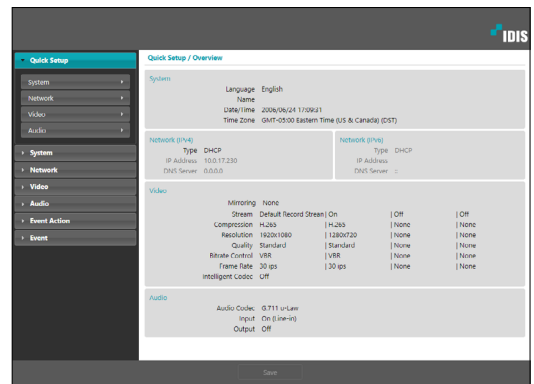 IDIS
Quick Setup
System
Network
Video
Audio
System
Network
Video
Audio
Event Action
Event
Quick Setup / Overview
System
Language English
Name
Date/Time 2006/06/24 17:09:31
Time Zone GMT-05:00 Eastern Time (US & Canada) (DST)
Network (IPv4)
Type DHCP
IP Address 10.0.17.230
DNS Server 0.0.0.0
Network (IPv6)
Type DHCP
IP Address
DNS Server ::
Video
Mirroring None
Stream Default Record Stream | On | Off | Off
Compression H.265 | H.265 | None | None
Resolution 1920x1080 | 1280x720 | None | None
Quality Standard | Standard | None | None
Bitrate Control VBR | VBR | None | None
Frame Rate 30 ips | 30 ips | None | None
Intelligent Codec Off
Audio
Audio Codec G.711 u-Law
Input On (Line-in)
Output Off
Save